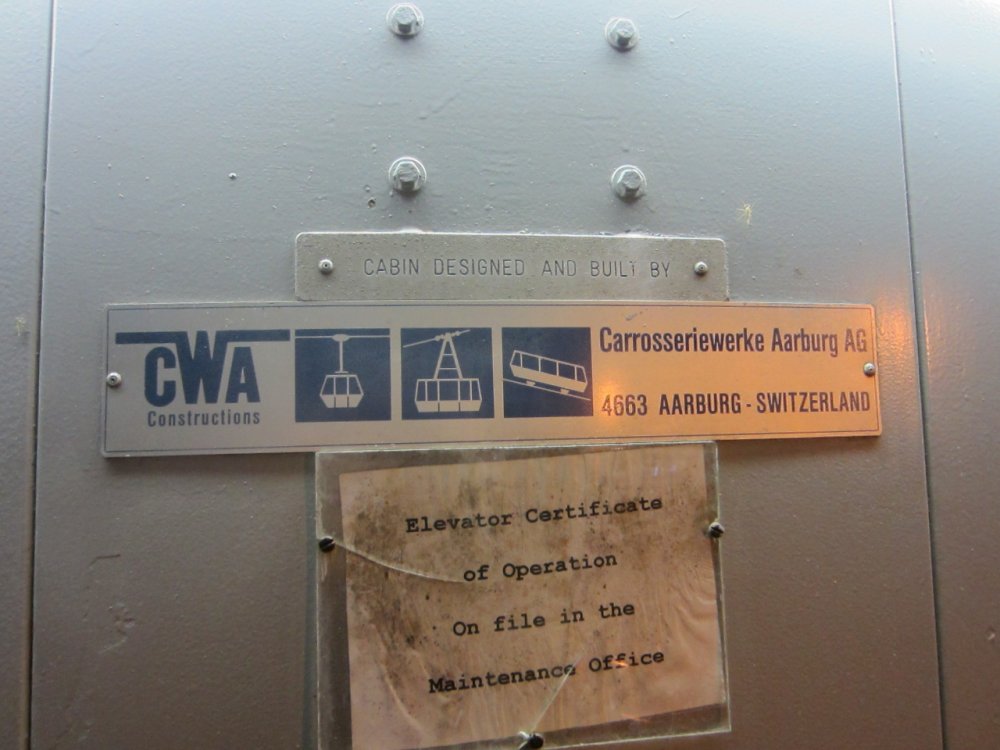 CABIN DESIGNED AND BUILT BY
CWA
Constructions
Carrosseriewerke Aarburg AG
4663 AARBURG - SWITZERLAND
Elevator Certificate
of Operation
On file in the
Maintenance Office